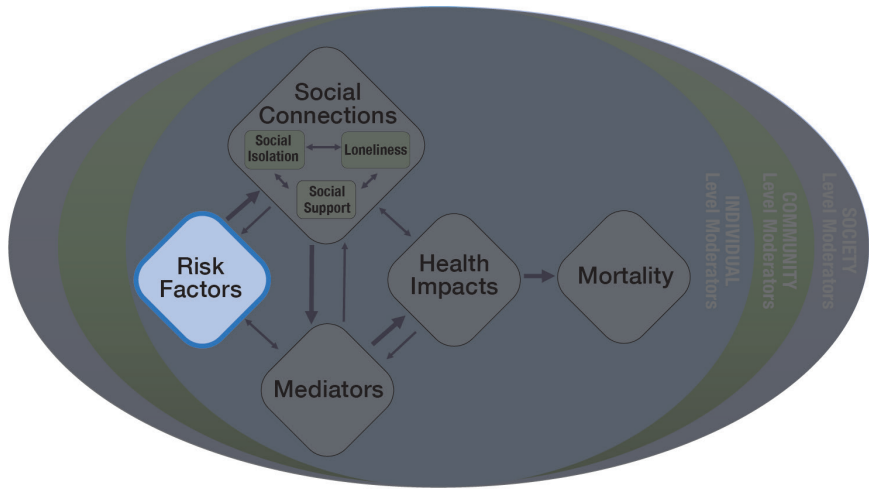 Social
Connections
Social
Isolation
Loneliness
Social
Support
Risk
Factors
Health
Impacts
Mortality
Mediators
INDIVIDUAL
Level Moderators
COMMUNITY
Level Moderators
SOCIETY
Level Moderators